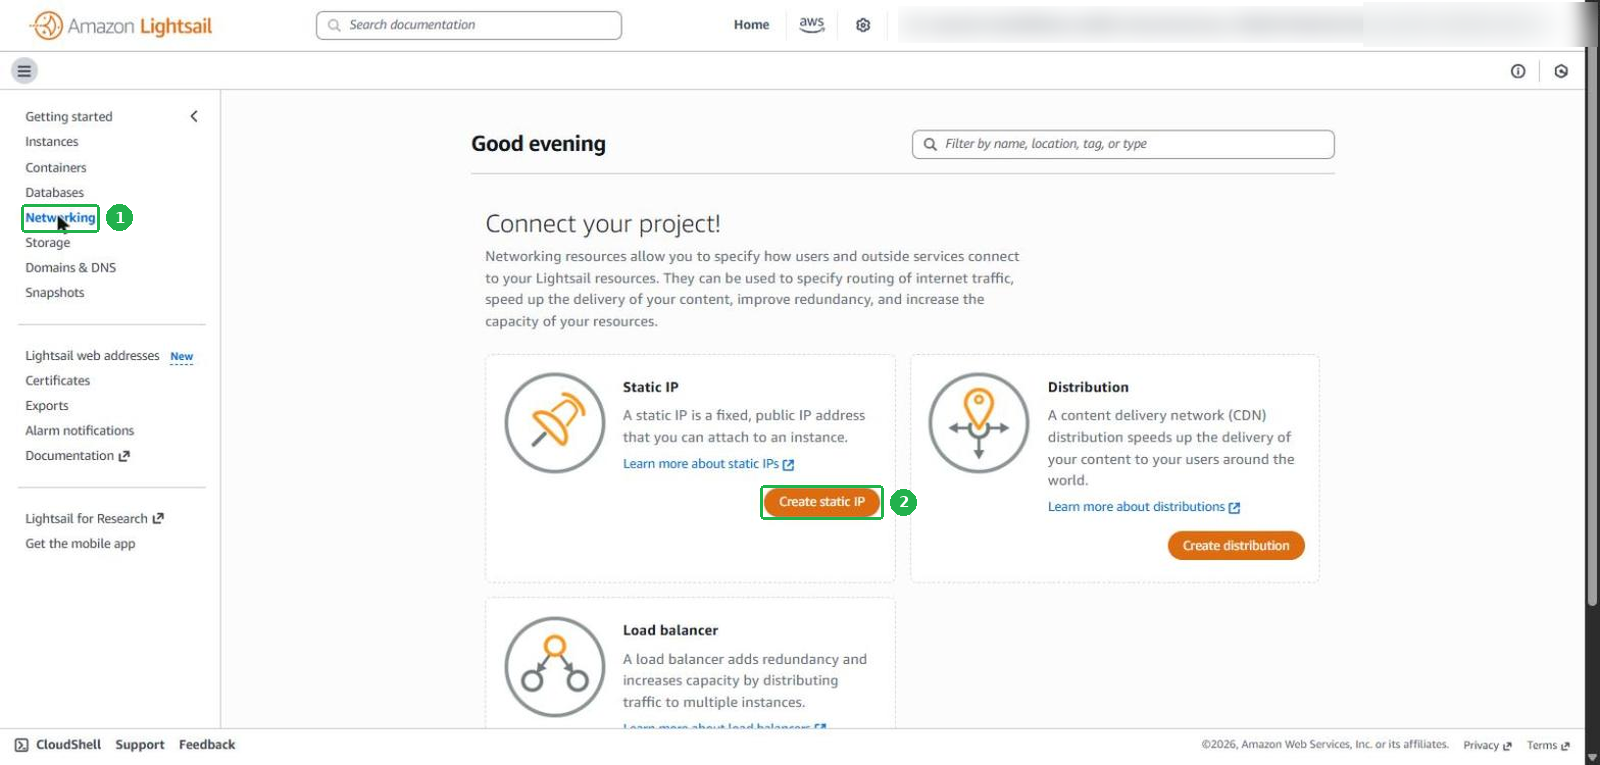 Amazon Lightsail
Search documentation
Home
aws
Getting started
Instances
Containers
Databases
Networking 1
Storage
Domains & DNS
Snapshots
Lightsail web addresses New
Certificates
Exports
Alarm notifications
Documentation
Lightsail for Research
Get the mobile app
Good evening
Filter by name, location, tag, or type
Connect your project!
Networking resources allow you to specify how users and outside services connect
to your Lightsail resources. They can be used to specify routing of internet traffic,
speed up the delivery of your content, improve redundancy, and increase the
capacity of your resources.
Static IP
A static IP is a fixed, public IP address
that you can attach to an instance.
Learn more about static IPs
Create static IP 2
Distribution
A content delivery network (CDN)
distribution speeds up the delivery of
your content to your users around the
world.
Learn more about distributions
Create distribution
Load balancer
A load balancer adds redundancy and
increases capacity by distributing
traffic to multiple instances.
Learn more about load balancers
CloudShell Support Feedback
©2026, Amazon Web Services, Inc. or its affiliates. Privacy Terms